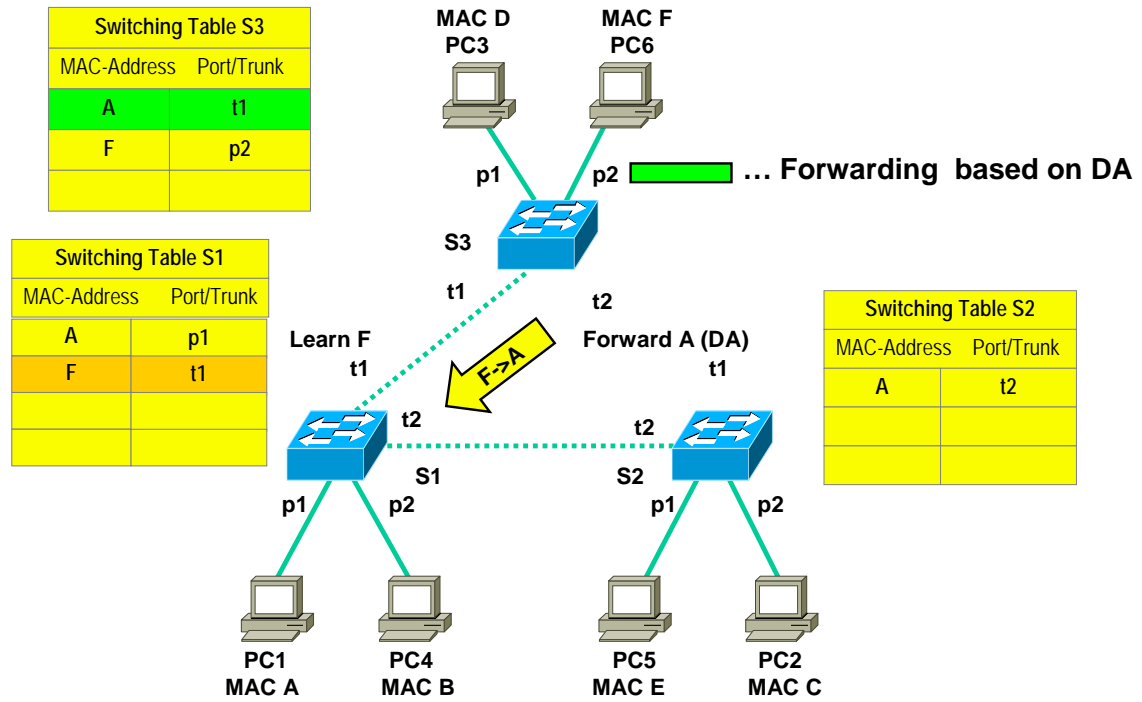 Switching Table S3
MAC-Address Port/Trunk
A t1
F p2
MAC D
PC3
MAC F
PC6
p1
p2
… Forwarding based on DA
S3
t1
t2
Switching Table S1
MAC-Address Port/Trunk
A p1
F t1
Learn F
t1
F->A
Forward A (DA)
t1
Switching Table S2
MAC-Address Port/Trunk
A t2
t2
t2
S1
S2
p1
p2
p1
p2
PC1
MAC A
PC4
MAC B
PC5
MAC E
PC2
MAC C